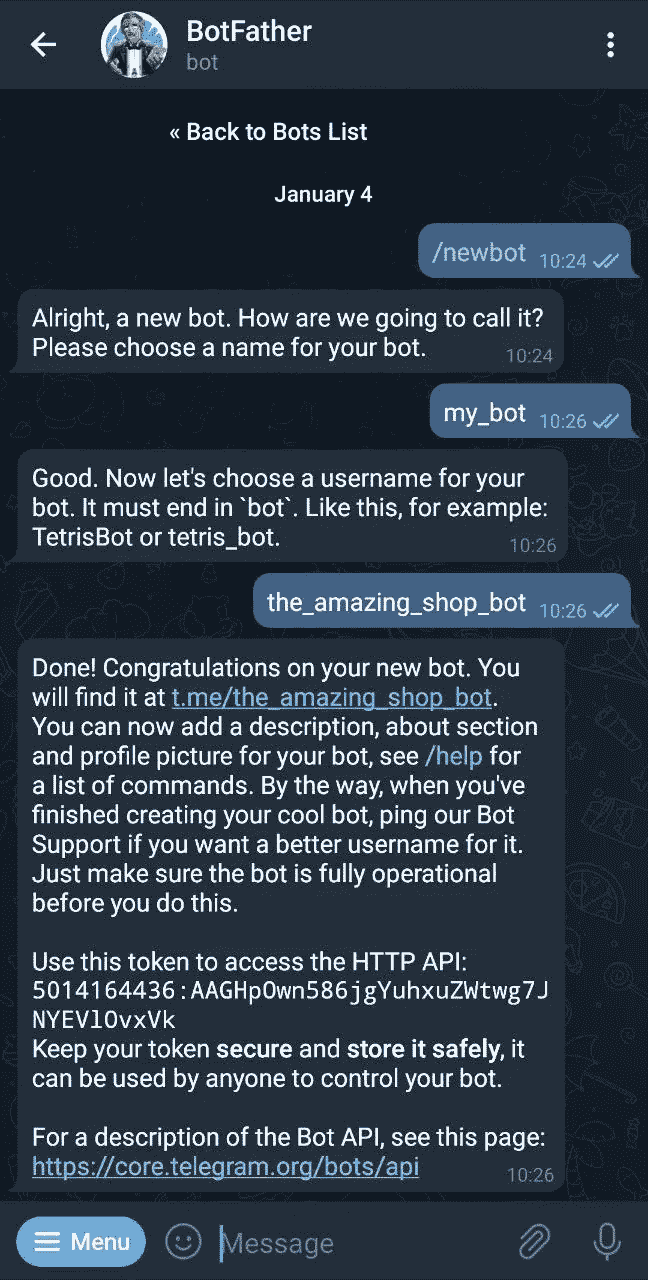 BotFather
bot
« Back to Bots List
January 4
/newbot 10:24
Alright, a new bot. How are we going to call it?
Please choose a name for your bot. 10:24
my_bot 10:26
Good. Now let's choose a username for your
bot. It must end in `bot`. Like this, for example:
TetrisBot or tetris_bot. 10:26
the_amazing_shop_bot 10:26
Done! Congratulations on your new bot. You
will find it at t.me/the_amazing_shop_bot.
You can now add a description, about section
and profile picture for your bot, see /help for
a list of commands. By the way, when you've
finished creating your cool bot, ping our Bot
Support if you want a better username for it.
Just make sure the bot is fully operational
before you do this.
Use this token to access the HTTP API:
5014164436:AAGHpOwn586jgYuhxuZWtwg7J
NYEVlOvxVk
Keep your token secure and store it safely, it
can be used by anyone to control your bot.
For a description of the Bot API, see this page:
https://core.telegram.org/bots/api 10:26
Menu Message